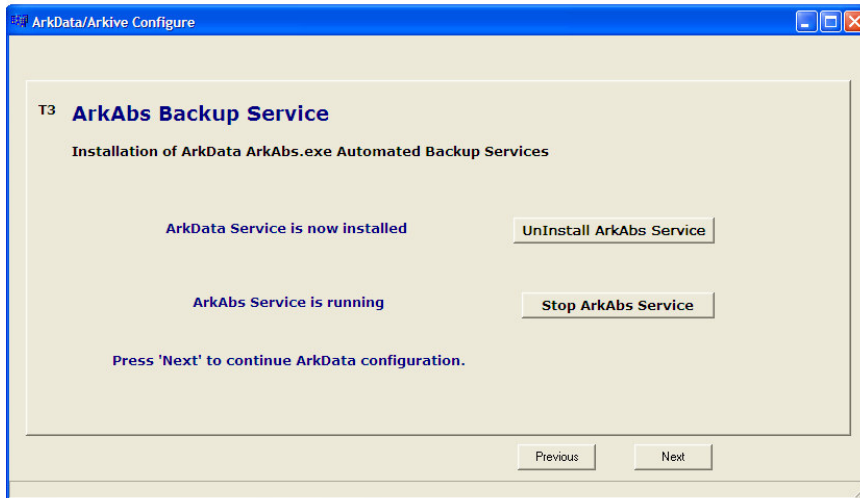 ArkData/Arkive Configure
T3 ArkAbs Backup Service
Installation of ArkData ArkAbs.exe Automated Backup Services
ArkData Service is now installed UnInstall ArkAbs Service
ArkAbs Service is running Stop ArkAbs Service
Press 'Next' to continue ArkData configuration.
Previous Next